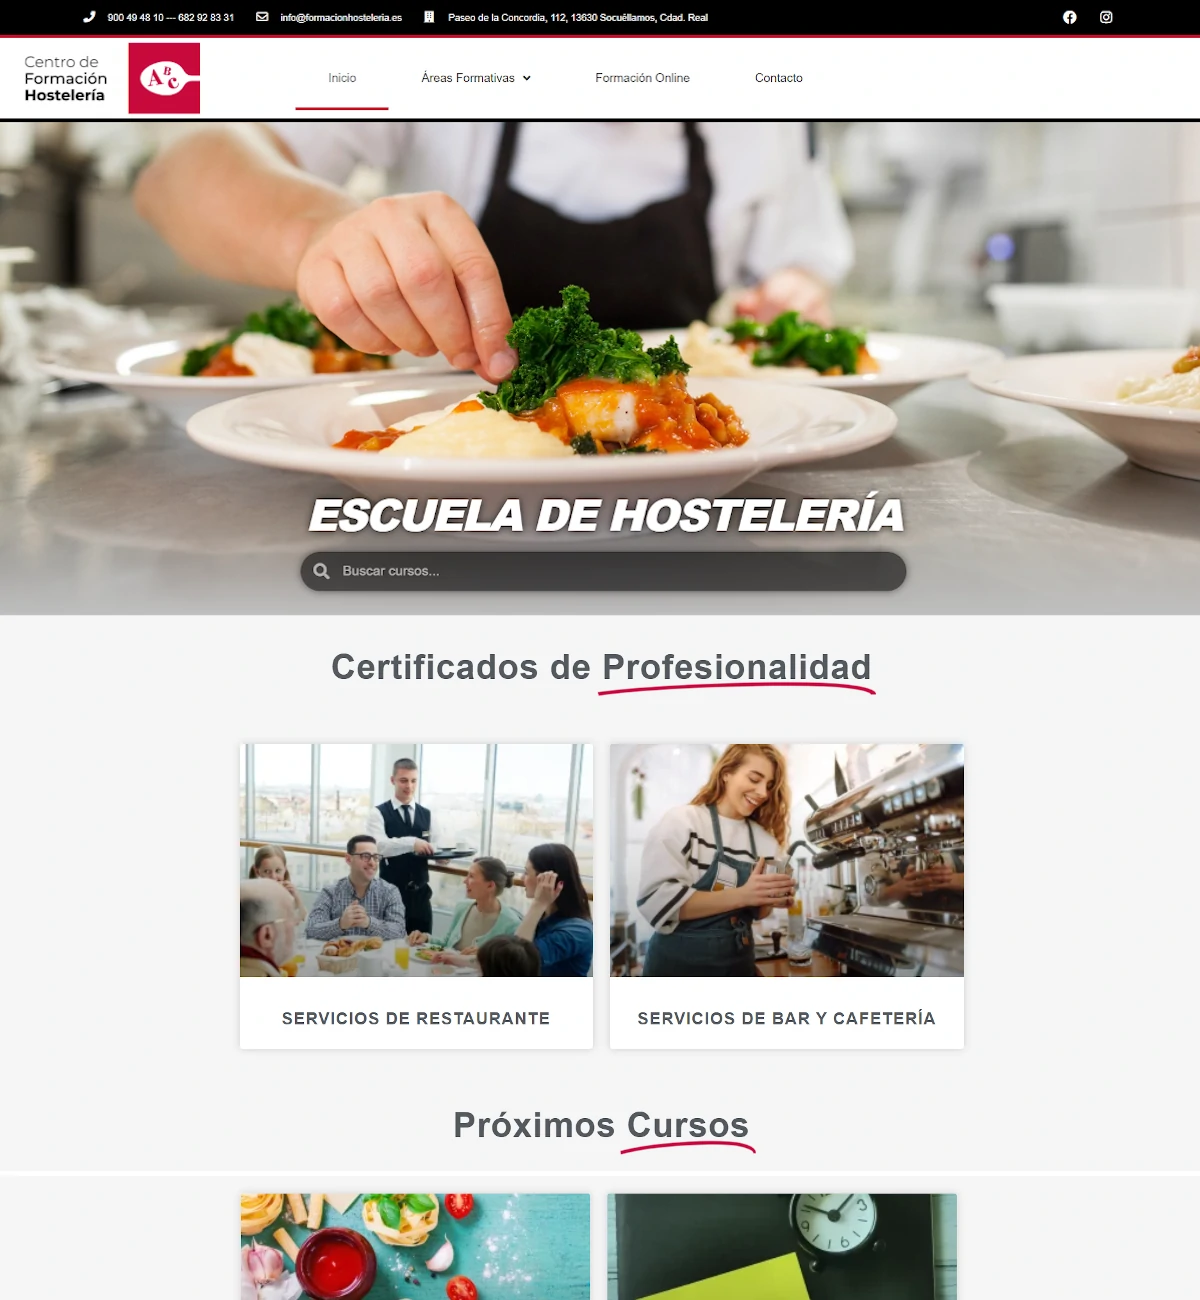 900 49 48 10 --- 682 92 83 31
info@formacionhosteleria.es
Paseo de la Concordia, 112, 13630 Socuéllamos, Cdad. Real
Centro de
Formación
Hostelería
ABC
Inicio
Áreas Formativas
Formación Online
Contacto
ESCUELA DE HOSTELERÍA
Buscar cursos...
Certificados de Profesionalidad
SERVICIOS DE RESTAURANTE
SERVICIOS DE BAR Y CAFETERÍA
Próximos Cursos